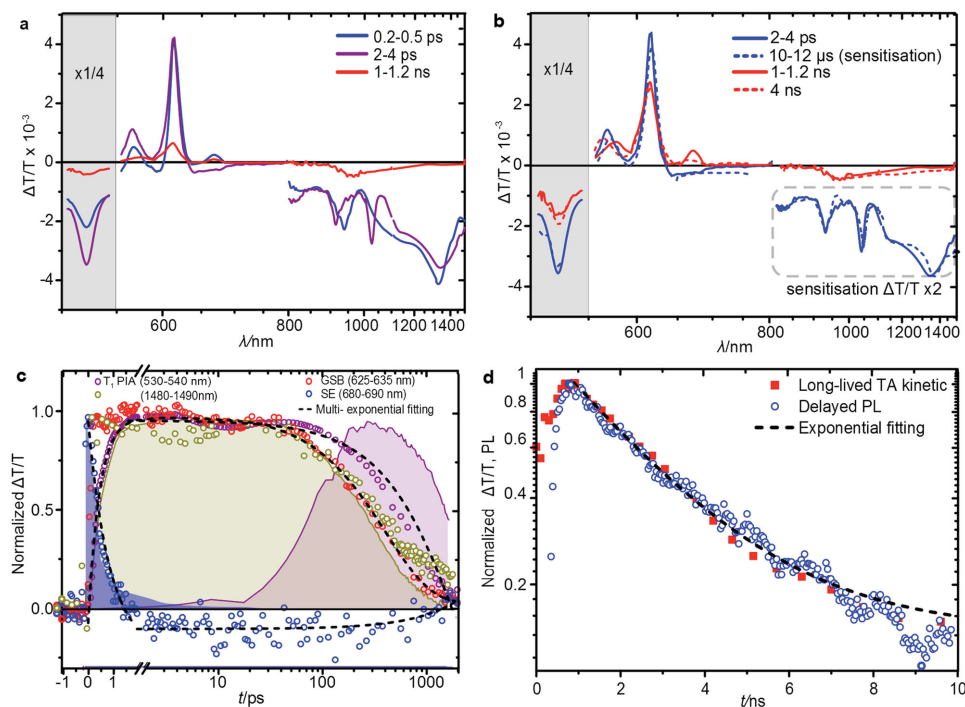 a
0.2-0.5 ps
2-4 ps
1-1.2 ns
x1/4
ΔT/T x 10⁻³
4
2
0
-2
-4
600
800
1000
1200 1400
λ/nm
b
2-4 ps
10-12 μs (sensitisation)
1-1.2 ns
4 ns
x1/4
ΔT/T x 10⁻³
4
2
0
-2
-4
sensitisation ΔT/T x2
600
800
1000
1200 1400
λ/nm
c
T₁ PIA (530-540 nm)
(1480-1490nm)
GSB (625-635 nm)
SE (680-690 nm)
Multi- exponential fitting
Normalized ΔT/T
1.0
0.5
0.0
-1 0 1 10 100 1000
t/ps
d
Long-lived TA kinetic
Delayed PL
Exponential fitting
Normalized ΔT/T, PL
1
0.8
0.6
0.4
0.2
0 2 4 6 8 10
t/ns